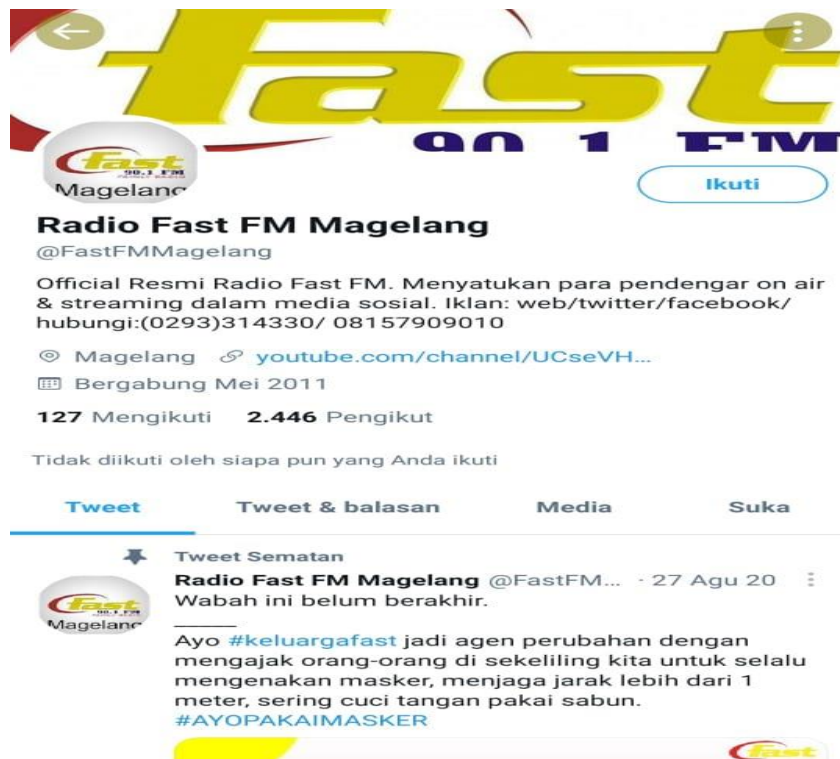 fast
90.1 FM
fast
90.1 FM
FAMILY RADIO
Magelang
Ikuti
Radio Fast FM Magelang
@FastFMMagelang
Official Resmi Radio Fast FM. Menyatukan para pendengar on air
& streaming dalam media sosial. Iklan: web/twitter/facebook/
hubungi:(0293)314330/ 08157909010
Magelang youtube.com/channel/UCseVH...
Bergabung Mei 2011
127 Mengikuti 2.446 Pengikut
Tidak diikuti oleh siapa pun yang Anda ikuti
Tweet Tweet & balasan Media Suka
Tweet Sematan
Radio Fast FM Magelang @FastFM... · 27 Agu 20
Wabah ini belum berakhir.
fast
90.1 FM
Magelang
Ayo #keluargafast jadi agen perubahan dengan
mengajak orang-orang di sekeliling kita untuk selalu
mengenakan masker, menjaga jarak lebih dari 1
meter, sering cuci tangan pakai sabun.
#AYOPAKAIMASKER
fast